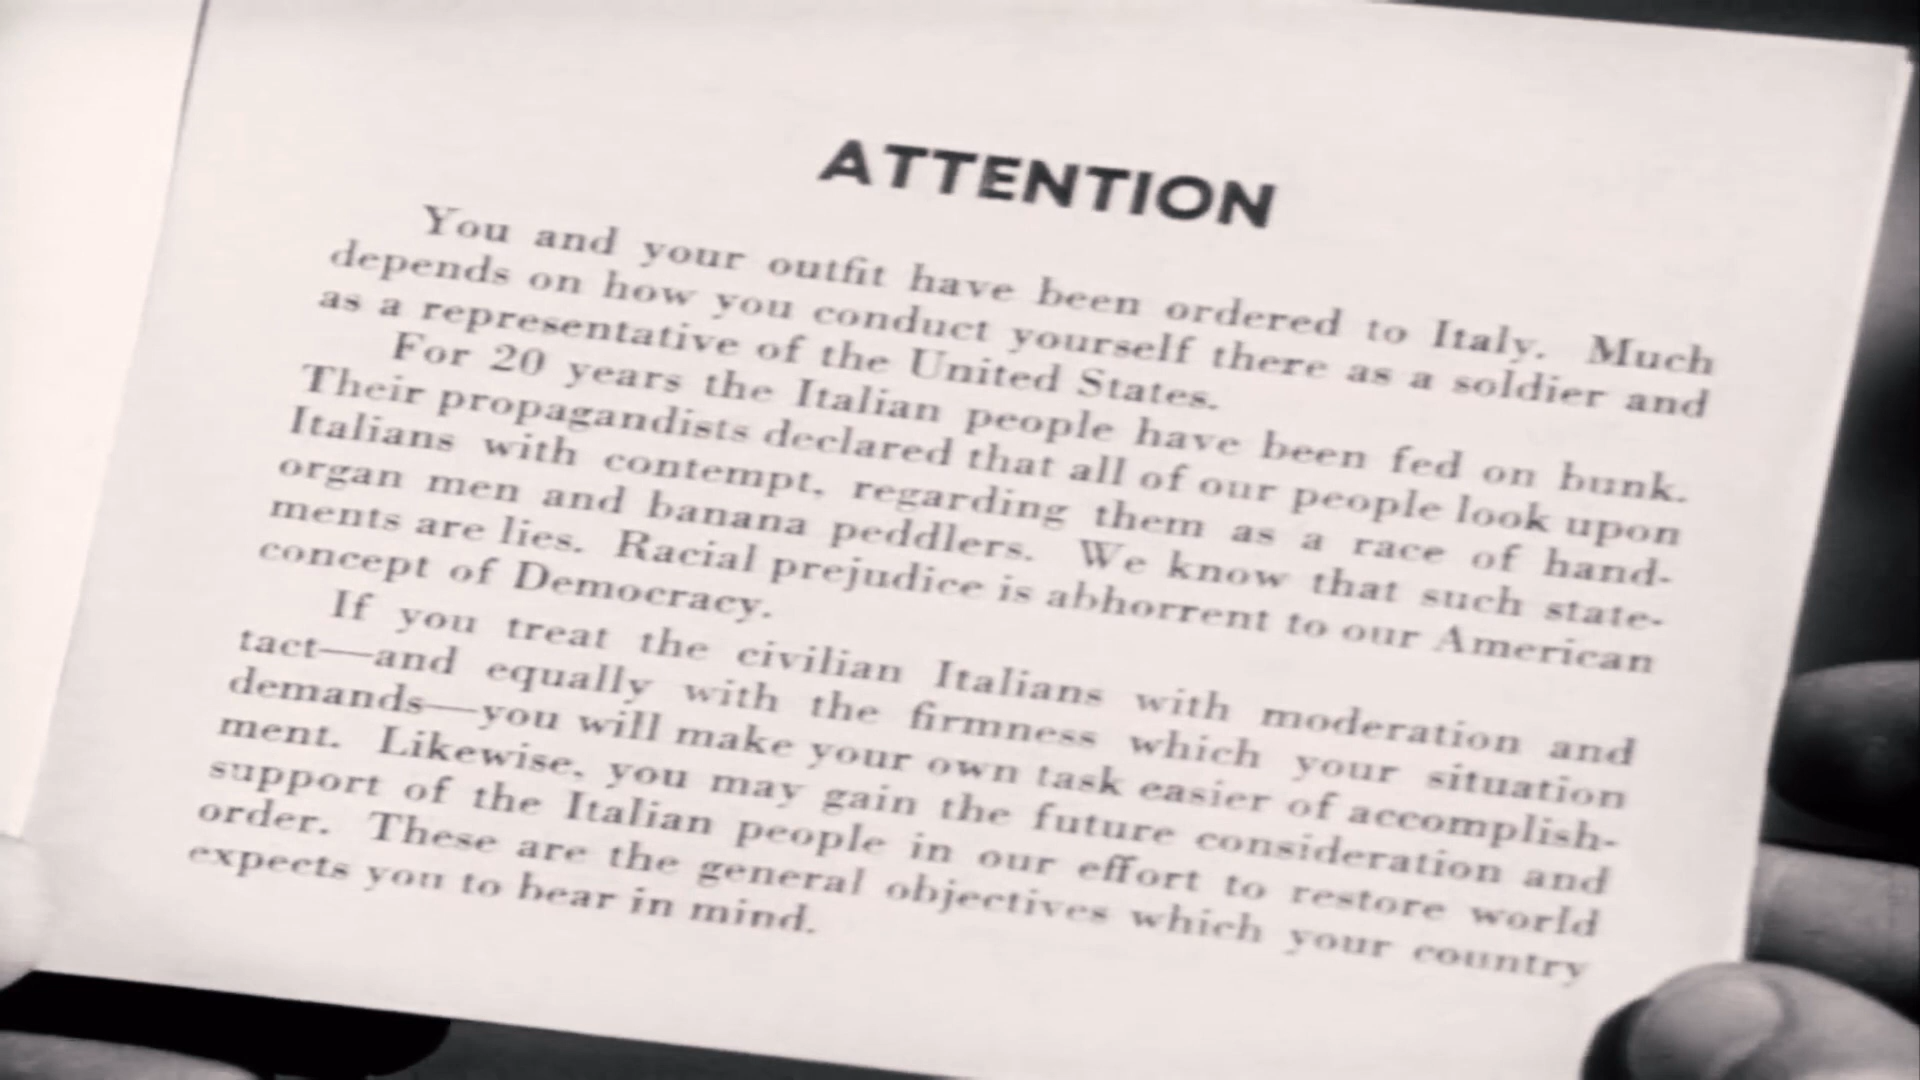 ATTENTION
You and your outfit have been ordered to Italy. Much
depends on how you conduct yourself there as a soldier and
as a representative of the United States.
For 20 years the Italian people have been fed on bunk.
Their propagandists declared that all of our people look upon
Italians with contempt, regarding them as a race of hand-
organ men and banana peddlers. We know that such state-
ments are lies. Racial prejudice is abhorrent to our American
concept of Democracy.
If you treat the civilian Italians with moderation and
tact—and equally with the firmness which your situation
demands—you will make your own task easier of accomplish-
ment. Likewise, you may gain the future consideration and
support of the Italian people in our effort to restore world
order. These are the general objectives which your country
expects you to bear in mind.